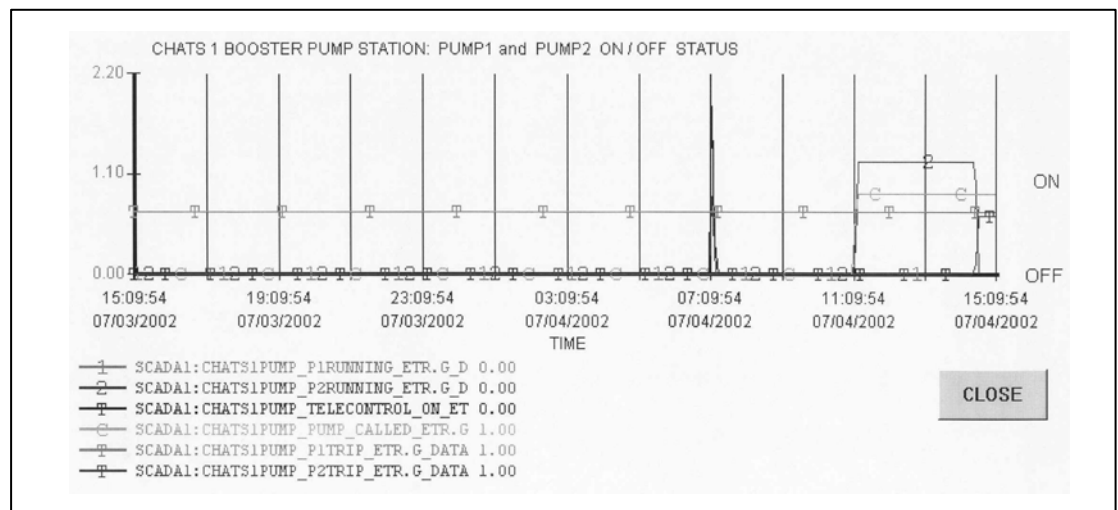 CHATS 1 BOOSTER PUMP STATION: PUMP1 and PUMP2 ON / OFF STATUS
2.20
1.10
ON
0.00
OFF
15:09:54 19:09:54 23:09:54 03:09:54 07:09:54 11:09:54 15:09:54
07/03/2002 07/03/2002 07/03/2002 07/04/2002 07/04/2002 07/04/2002 07/04/2002
TIME
1 SCADA1:CHATS1PUMP_P1RUNNING_ETR.G_D 0.00
2 SCADA1:CHATS1PUMP_P2RUNNING_ETR.G_D 0.00
T SCADA1:CHATS1PUMP_TELECONTROL_ON_ET 0.00
C SCADA1:CHATS1PUMP_PUMP_CALLED_ETR.G 1.00
T SCADA1:CHATS1PUMP_P1TRIP_ETR.G_DATA 1.00
T SCADA1:CHATS1PUMP_P2TRIP_ETR.G_DATA 1.00
CLOSE